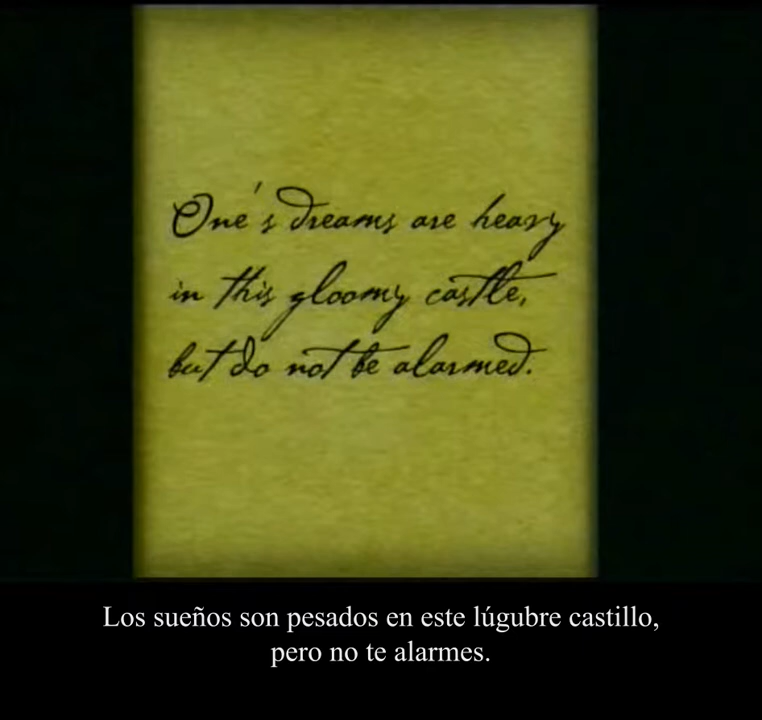 One's dreams are heavy
in this gloomy castle,
but do not be alarmed.
Los sueños son pesados en este lúgubre castillo,
pero no te alarmes.